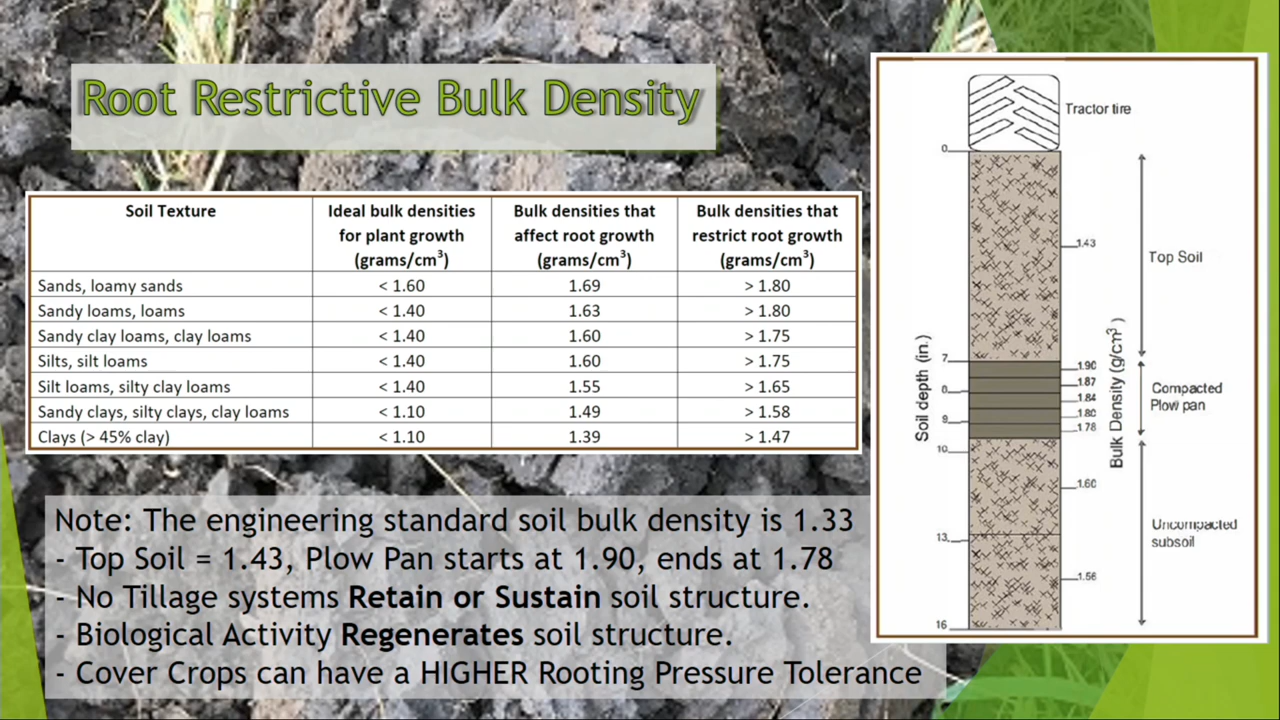 Root Restrictive Bulk Density
Soil Texture
Ideal bulk densities
for plant growth
(grams/cm³)
Bulk densities that
affect root growth
(grams/cm³)
Bulk densities that
restrict root growth
(grams/cm³)
Sands, loamy sands < 1.60 1.69 > 1.80
Sandy loams, loams < 1.40 1.63 > 1.80
Sandy clay loams, clay loams < 1.40 1.60 > 1.75
Silts, silt loams < 1.40 1.60 > 1.75
Silt loams, silty clay loams < 1.40 1.55 > 1.65
Sandy clays, silty clays, clay loams < 1.10 1.49 > 1.58
Clays (> 45% clay) < 1.10 1.39 > 1.47
Note: The engineering standard soil bulk density is 1.33
- Top Soil = 1.43, Plow Pan starts at 1.90, ends at 1.78
- No Tillage systems Retain or Sustain soil structure.
- Biological Activity Regenerates soil structure.
- Cover Crops can have a HIGHER Rooting Pressure Tolerance
Tractor tire
0
1.43
Top Soil
Soil depth (in.)
Bulk Density (g/cm³)
7
1.90
1.87
0
1.84
1.80
9
1.78
Compacted
Plow pan
10
1.60
Uncompacted
subsoil
13
1.56
16